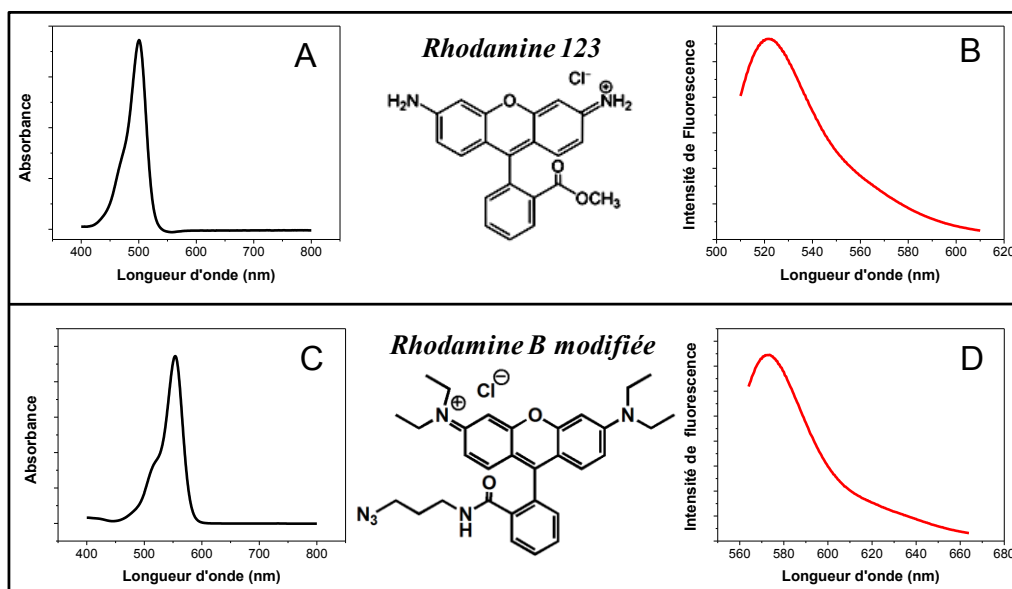 A
Absorbance
400 500 600 700 800
Longueur d'onde (nm)
Rhodamine 123
Cl⁻
H₂N
O
NH₂
⊕
O
OCH₃
B
Intensité de Fluorescence
500 520 540 560 580 600 620
Longueur d'onde (nm)
C
Absorbance
400 500 600 700 800
Longueur d'onde (nm)
Rhodamine B modifiée
Cl⊖
⊕
N
O
N
O
N₃
N
H
D
Intensité de fluorescence
560 580 600 620 640 660 680
Longueur d'onde (nm)